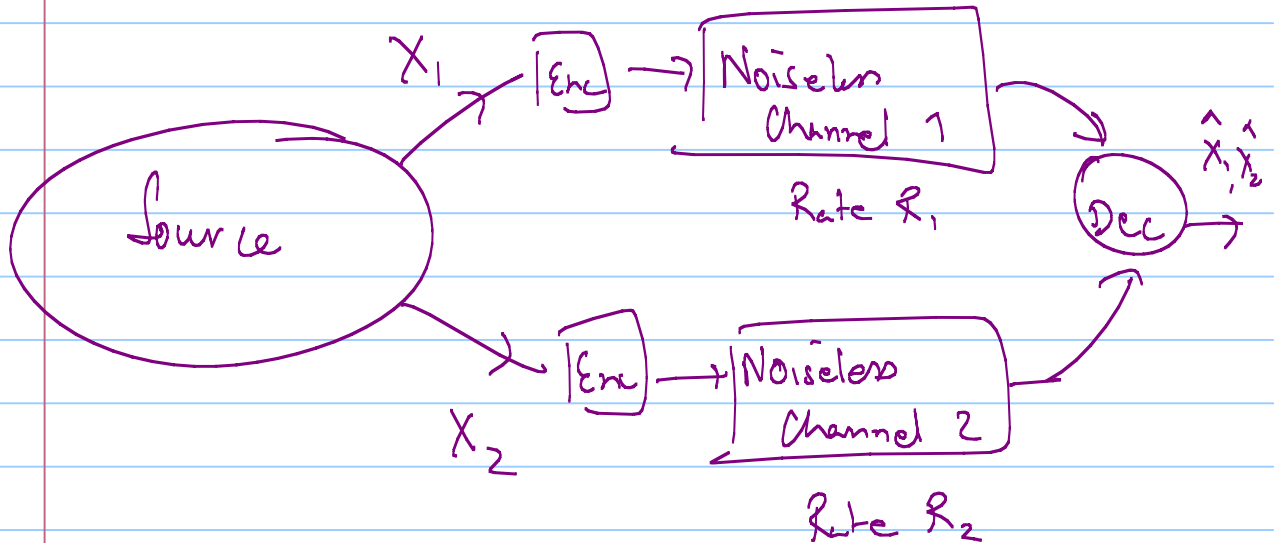 X₁
Enc
Noiseless
Channel 1
Rate R₁
Source
Dec
X̂₁, X̂₂
X₂
Enc
Noiseless
Channel 2
Rate R₂